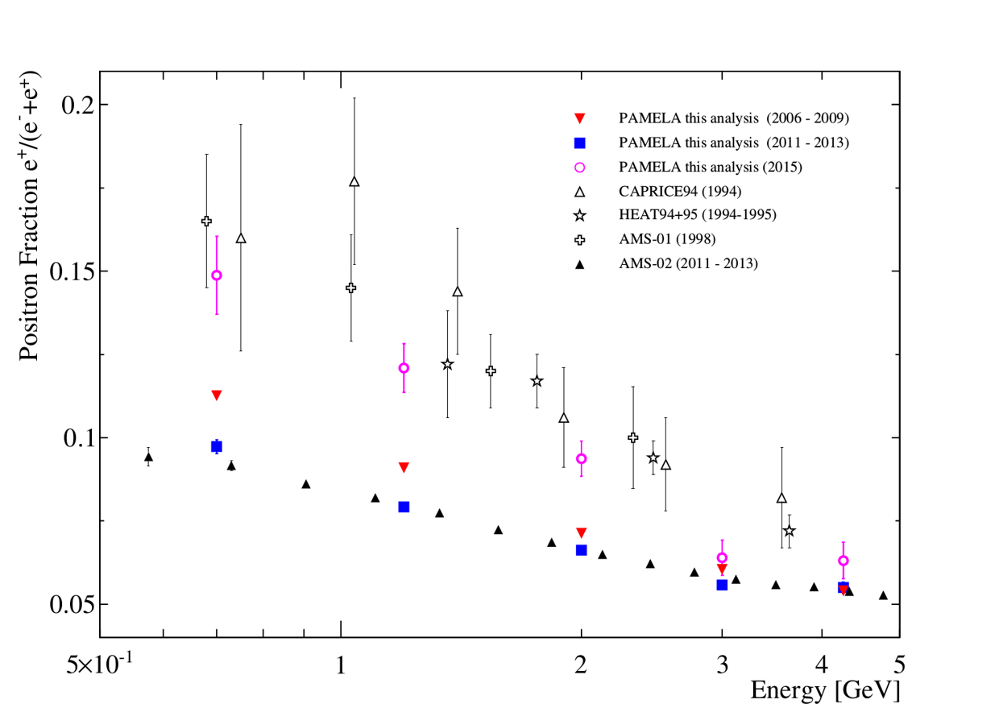 Positron Fraction e⁺/(e⁻+e⁺)
0.2
0.15
0.1
0.05
PAMELA this analysis (2006 - 2009)
PAMELA this analysis (2011 - 2013)
PAMELA this analysis (2015)
CAPRICE94 (1994)
HEAT94+95 (1994-1995)
AMS-01 (1998)
AMS-02 (2011 - 2013)
5×10⁻¹ 1 2 3 4 5
Energy [GeV]